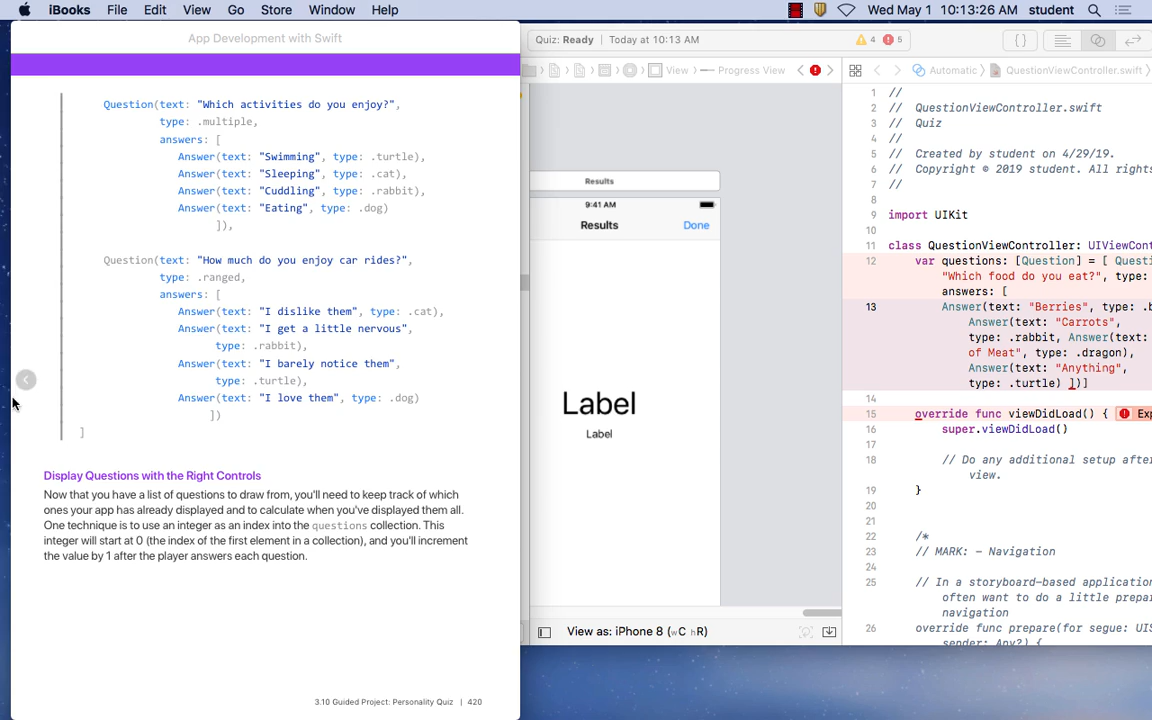 iBooks File Edit View Go Store Window Help Wed May 1 10:13:26 AM student
App Development with Swift
Question(text: "Which activities do you enjoy?",
type: .multiple,
answers: [
Answer(text: "Swimming", type: .turtle),
Answer(text: "Sleeping", type: .cat),
Answer(text: "Cuddling", type: .rabbit),
Answer(text: "Eating", type: .dog)
]),
Question(text: "How much do you enjoy car rides?",
type: .ranged,
answers: [
Answer(text: "I dislike them", type: .cat),
Answer(text: "I get a little nervous",
type: .rabbit),
Answer(text: "I barely notice them",
type: .turtle),
Answer(text: "I love them", type: .dog)
])
]
Display Questions with the Right Controls
Now that you have a list of questions to draw from, you'll need to keep track of which
ones your app has already displayed and to calculate when you've displayed them all.
One technique is to use an integer as an index into the questions collection. This
integer will start at 0 (the index of the first element in a collection), and you'll increment
the value by 1 after the player answers each question.
3.10 Guided Project: Personality Quiz | 420
Quiz: Ready | Today at 10:13 AM 4 5
View Progress View
Results
9:41 AM
Results Done
Label
Label
View as: iPhone 8 (wC hR)
Automatic QuestionViewController.swift
1 //
2 // QuestionViewController.swift
3 // Quiz
4 //
5 // Created by student on 4/29/19.
6 // Copyright © 2019 student. All rights
7 //
8
9 import UIKit
10
11 class QuestionViewController: UIViewCont
12 var questions: [Question] = [ Questi
"Which food do you eat?", type:
answers: [
13 Answer(text: "Berries", type: .b
Answer(text: "Carrots",
type: .rabbit, Answer(text:
of Meat", type: .dragon),
Answer(text: "Anything",
type: .turtle) ])]
14
15 override func viewDidLoad() { Exp
16 super.viewDidLoad()
17
18 // Do any additional setup after
view.
19 }
20
21
22 /*
23 // MARK: - Navigation
24
25 // In a storyboard-based application
often want to do a little prepar
navigation
26 override func prepare(for segue: UIS
sender: Any?) {